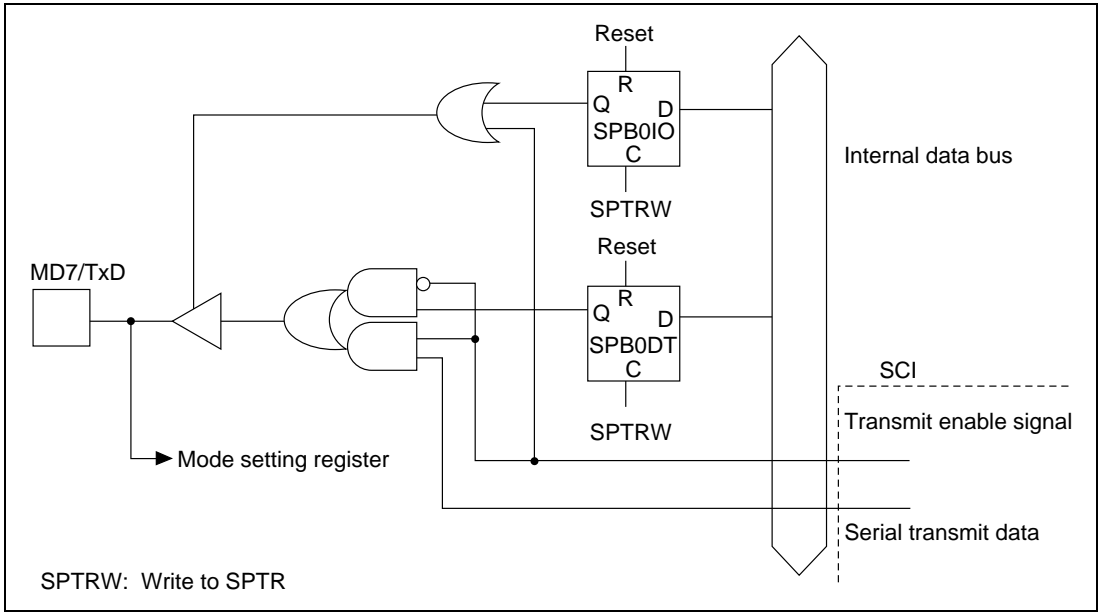 Reset
R
Q D
SPB0IO
C
SPTRW
Internal data bus
Reset
MD7/TxD
R
Q D
SPB0DT
C
SPTRW
SCI
Transmit enable signal
Mode setting register
Serial transmit data
SPTRW: Write to SPTR